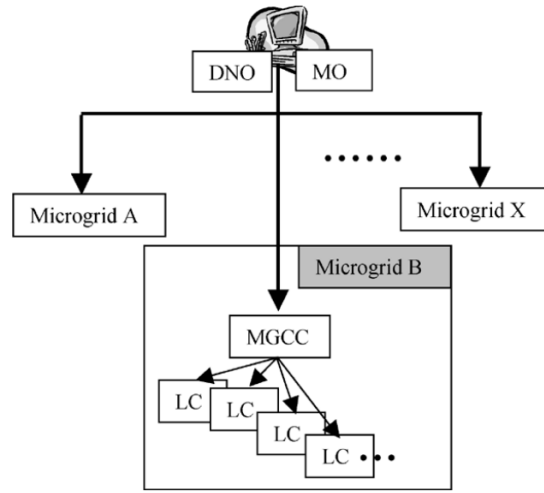 DNO
MO
Microgrid A
Microgrid X
Microgrid B
MGCC
LC
LC
LC
LC